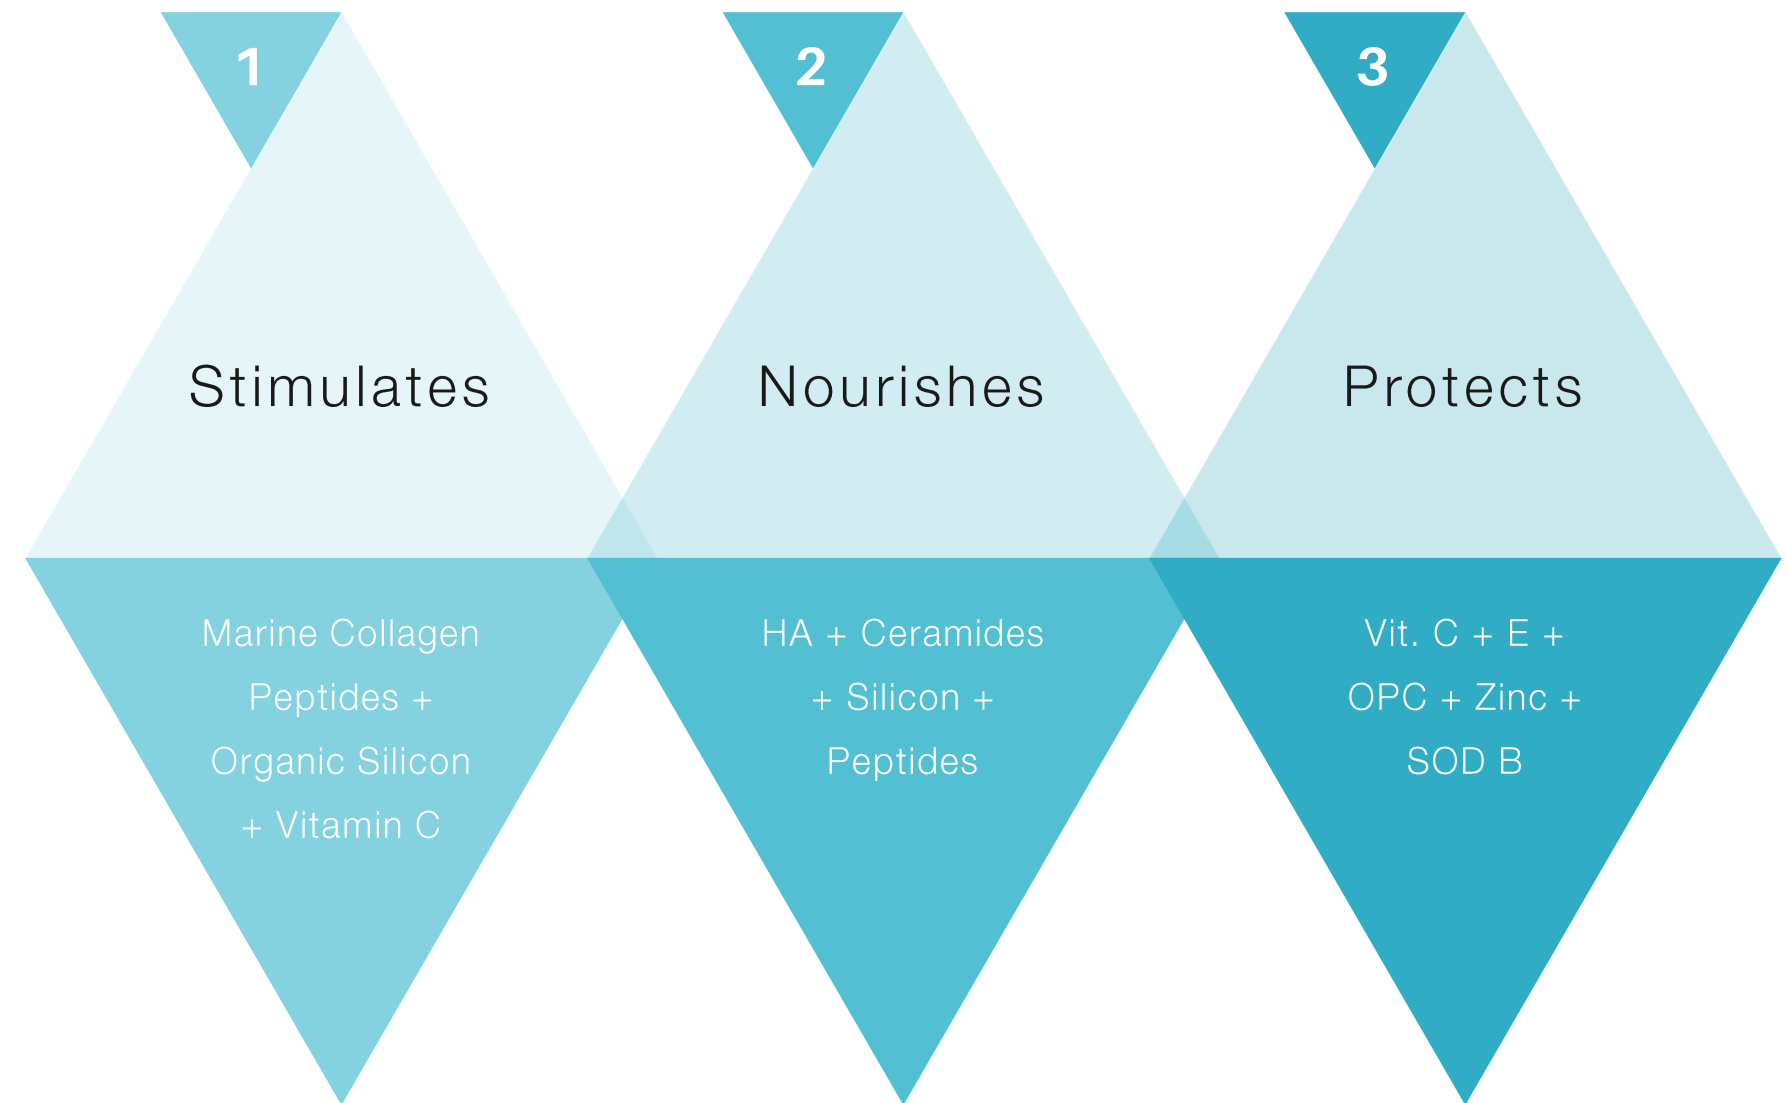 1
Stimulates
Marine Collagen
Peptides +
Organic Silicon
+ Vitamin C
2
Nourishes
HA + Ceramides
+ Silicon +
Peptides
3
Protects
Vit. C + E +
OPC + Zinc +
SOD B